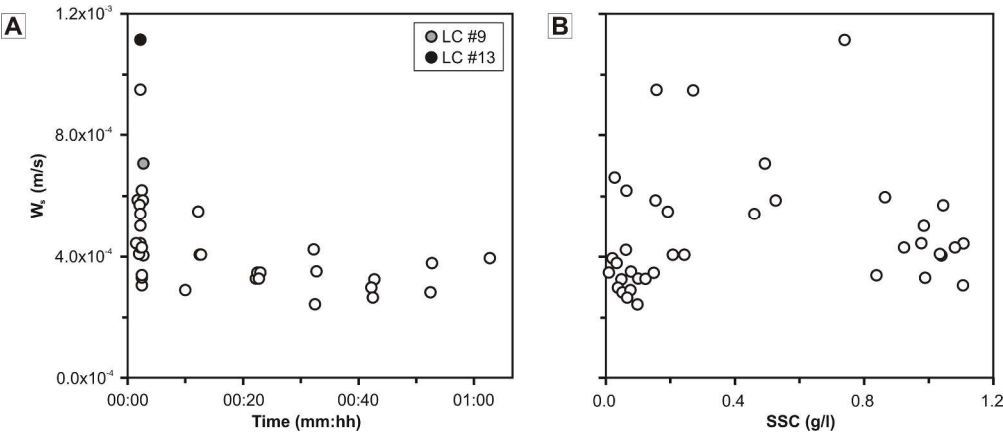 A
1.2x10⁻³
8.0x10⁻⁴
4.0x10⁻⁴
0.0x10⁻⁴
Wₛ (m/s)
LC #9
LC #13
00:00 00:20 00:40 01:00
Time (mm:hh)
B
0.0 0.4 0.8 1.2
SSC (g/l)